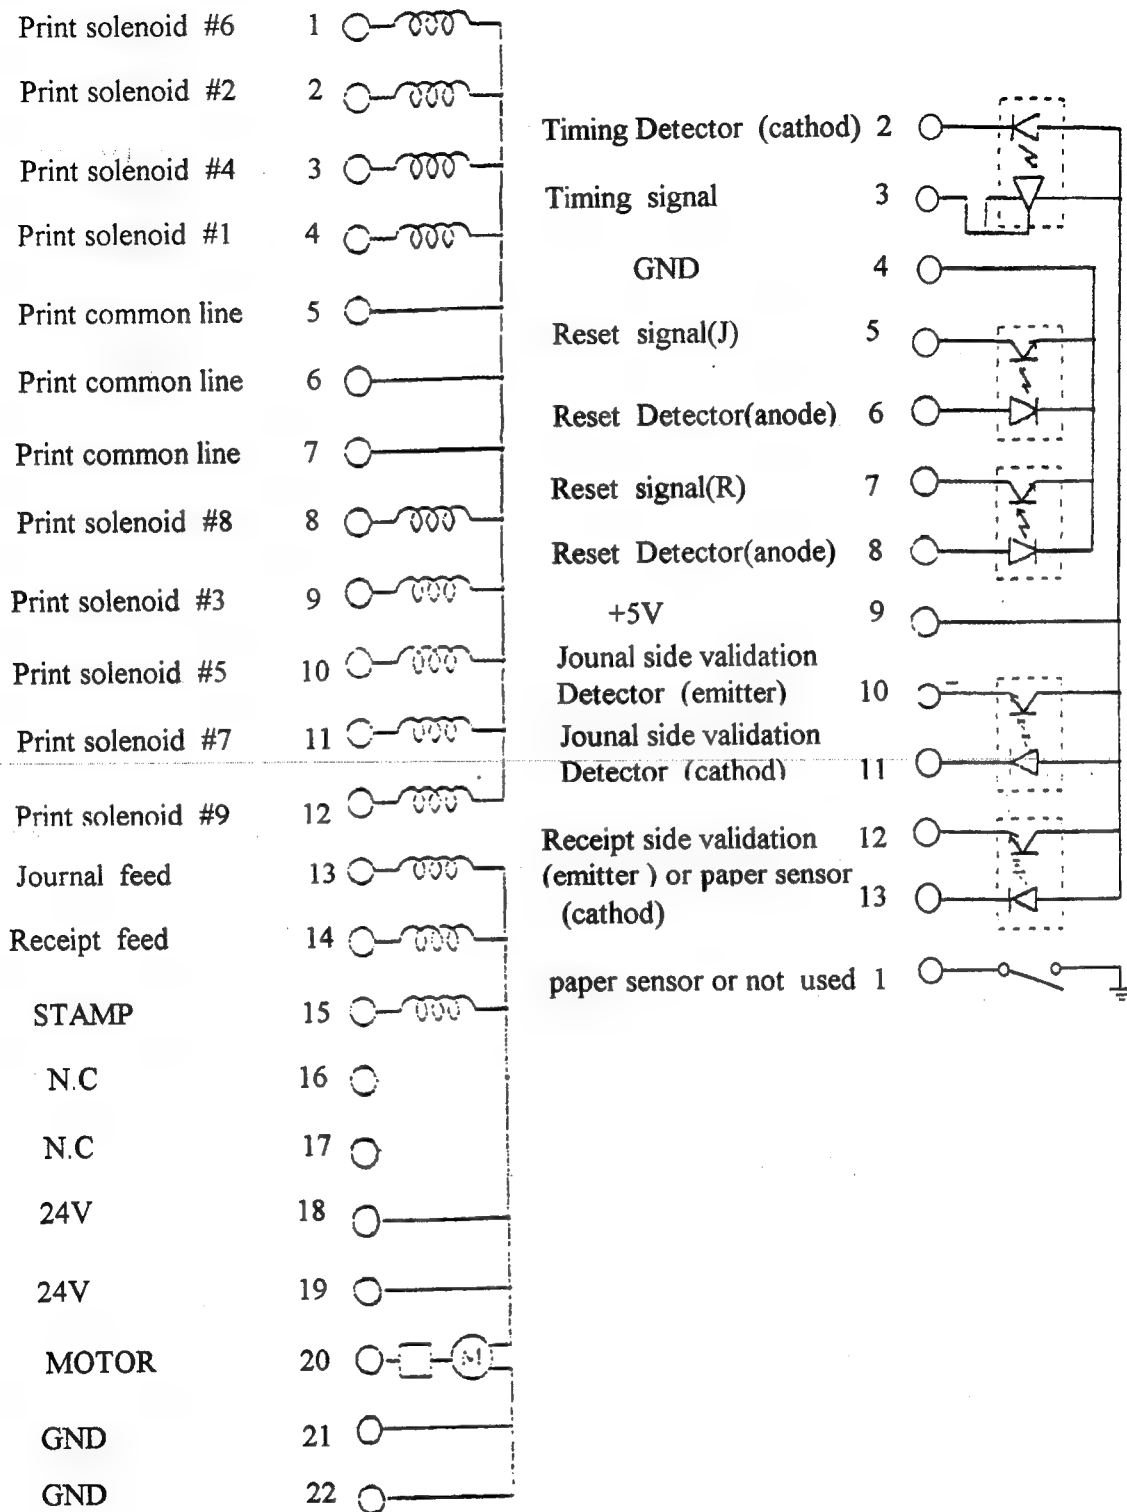 Print solenoid #6 1
Print solenoid #2 2
Print solenoid #4 3
Print solenoid #1 4
Print common line 5
Print common line 6
Print common line 7
Print solenoid #8 8
Print solenoid #3 9
Print solenoid #5 10
Print solenoid #7 11
Print solenoid #9 12
Journal feed 13
Receipt feed 14
STAMP 15
N.C 16
N.C 17
24V 18
24V 19
MOTOR 20 M
GND 21
GND 22
Timing Detector (cathod) 2
Timing signal 3
GND 4
Reset signal(J) 5
Reset Detector(anode) 6
Reset signal(R) 7
Reset Detector(anode) 8
+5V 9
Jounal side validation
Detector (emitter) 10
Jounal side validation
Detector (cathod) 11
Receipt side validation 12
(emitter ) or paper sensor
(cathod) 13
paper sensor or not used 1